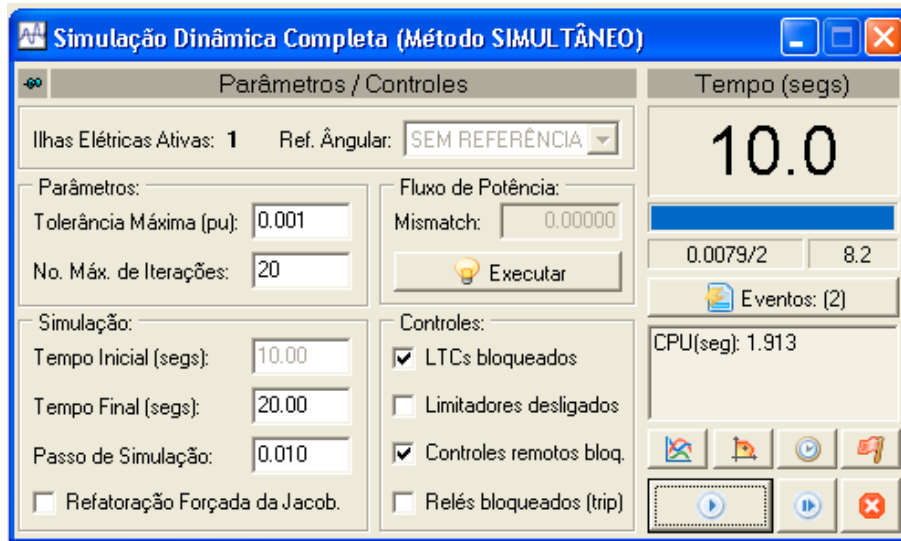 Simulação Dinâmica Completa (Método SIMULTÂNEO)
Parâmetros / Controles
Tempo (segs)
Ilhas Elétricas Ativas: 1 Ref. Ângular: SEM REFERÊNCIA
10.0
Parâmetros:
Tolerância Máxima (pu): 0.001
No. Máx. de Iterações: 20
Fluxo de Potência:
Mismatch: 0.00000
Executar
0.0079/2 8.2
Eventos: (2)
CPU(seg): 1.913
Simulação:
Tempo Inicial (segs): 10.00
Tempo Final (segs): 20.00
Passo de Simulação: 0.010
Refatoração Forçada da Jacob.
Controles:
LTCs bloqueados
Limitadores desligados
Controles remotos bloq.
Relés bloqueados (trip)